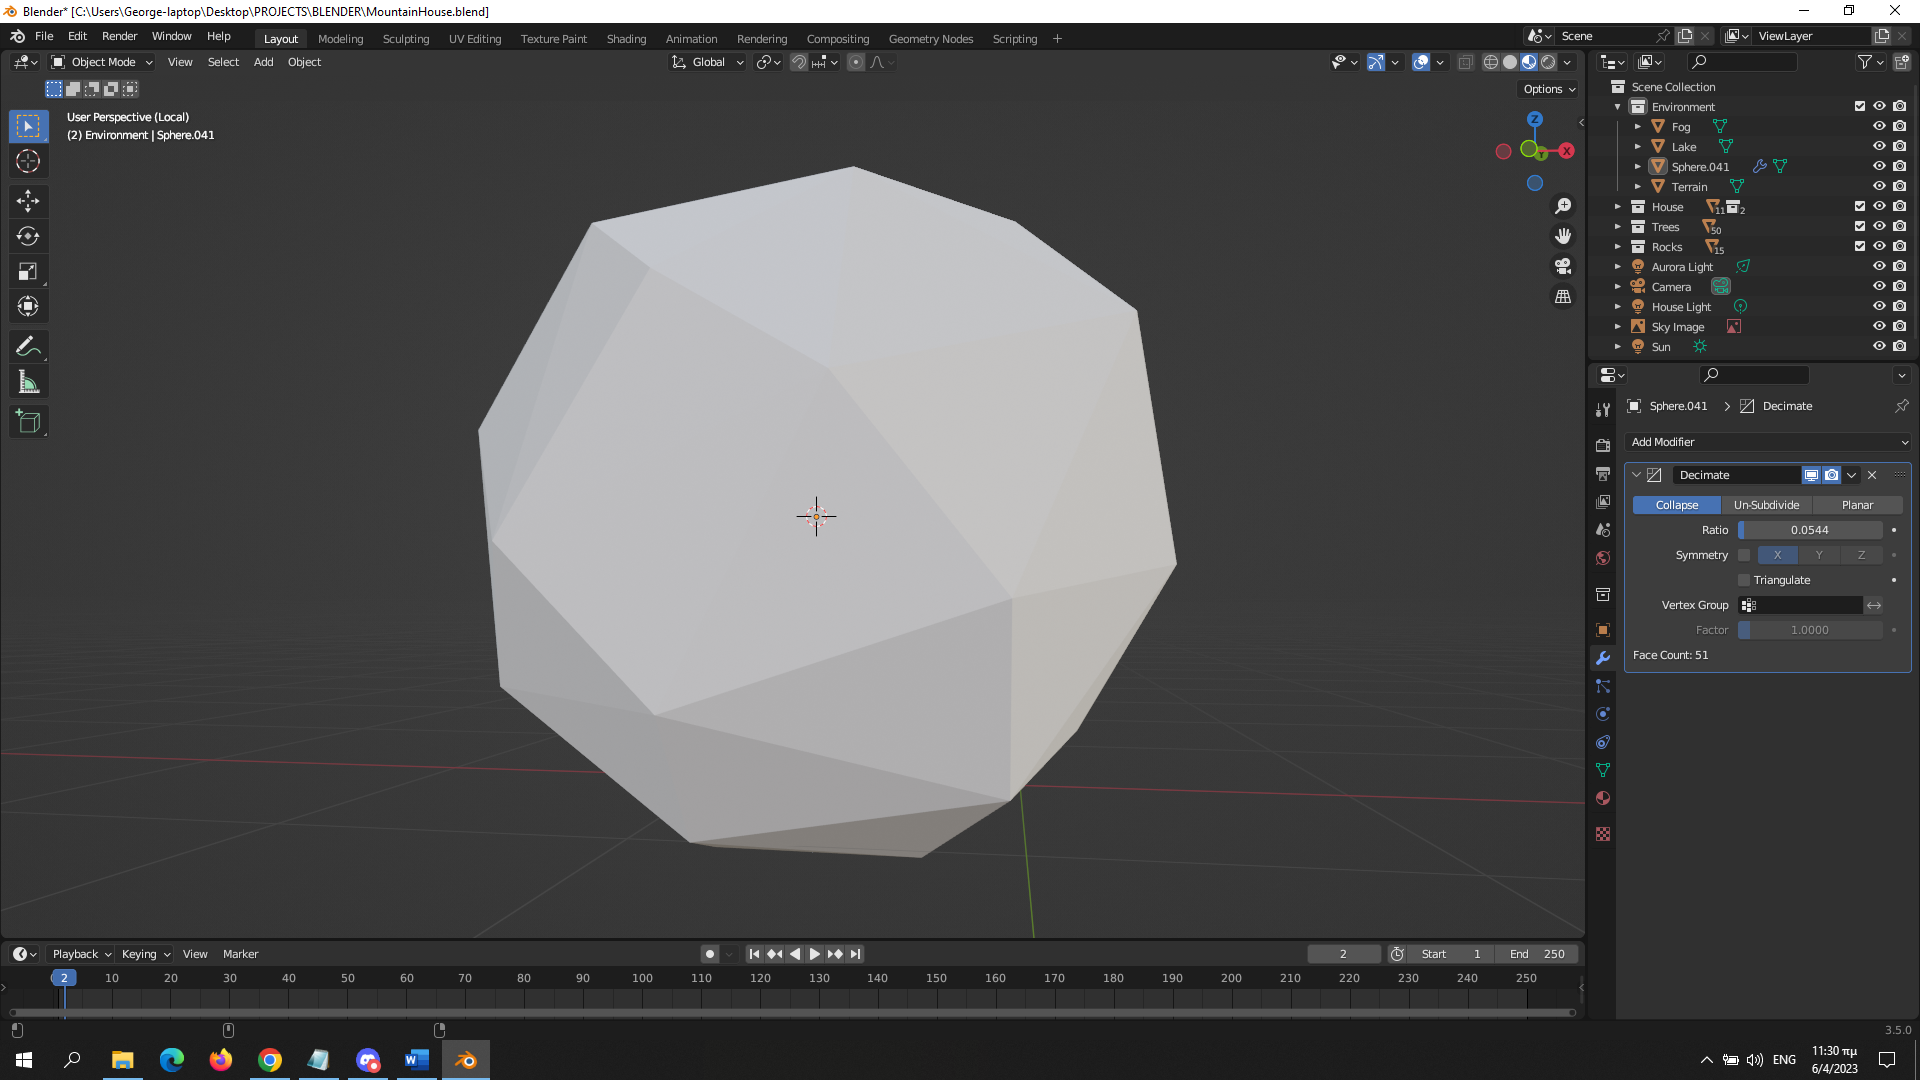 Blender* [C:\Users\George-laptop\Desktop\PROJECTS\BLENDER\MountainHouse.blend]
File Edit Render Window Help Layout Modeling Sculpting UV Editing Texture Paint Shading Animation Rendering Compositing Geometry Nodes Scripting + Scene ViewLayer
Object Mode View Select Add Object Global
Options
User Perspective (Local)
(2) Environment | Sphere.041
Z
Y
X
Scene Collection
Environment
Fog
Lake
Sphere.041
Terrain
House 11 2
Trees 50
Rocks 15
Aurora Light
Camera
House Light
Sky Image
Sun
Sphere.041 > Decimate
Add Modifier
Decimate
Collapse Un-Subdivide Planar
Ratio 0.0544
Symmetry X Y Z
Triangulate
Vertex Group
Factor 1.0000
Face Count: 51
Playback Keying View Marker 2 Start 1 End 250
2 10 20 30 40 50 60 70 80 90 100 110 120 130 140 150 160 170 180 190 200 210 220 230 240 250
3.5.0
ENG
11:30 πμ
6/4/2023